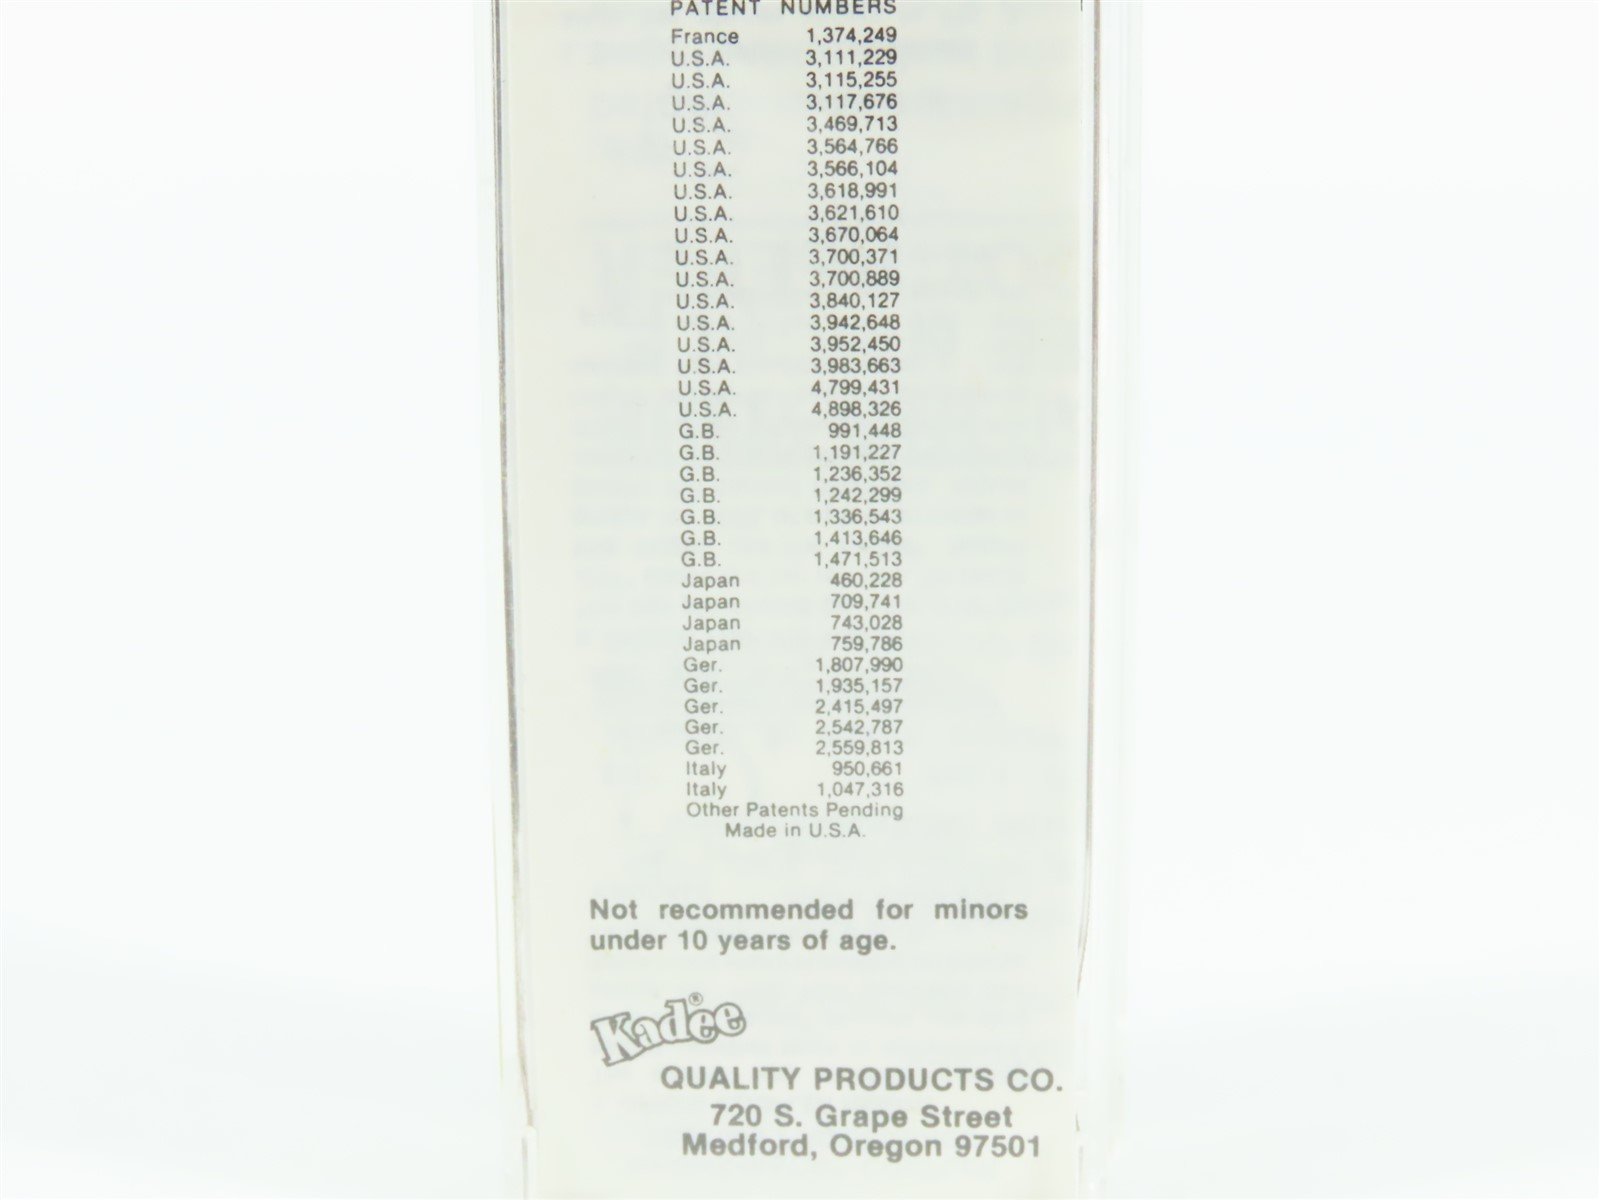 PATENT NUMBERS
France 1,374,249
U.S.A. 3,111,229
U.S.A. 3,115,255
U.S.A. 3,117,676
U.S.A. 3,469,713
U.S.A. 3,564,766
U.S.A. 3,566,104
U.S.A. 3,618,991
U.S.A. 3,621,610
U.S.A. 3,670,064
U.S.A. 3,700,371
U.S.A. 3,700,889
U.S.A. 3,840,127
U.S.A. 3,942,648
U.S.A. 3,952,450
U.S.A. 3,983,663
U.S.A. 4,799,431
U.S.A. 4,898,326
G.B. 991,448
G.B. 1,191,227
G.B. 1,236,352
G.B. 1,242,299
G.B. 1,336,543
G.B. 1,413,646
G.B. 1,471,513
Japan 460,228
Japan 709,741
Japan 743,028
Japan 759,786
Ger. 1,807,990
Ger. 1,935,157
Ger. 2,415,497
Ger. 2,542,787
Ger. 2,559,813
Italy 950,661
Italy 1,047,316
Other Patents Pending
Made in U.S.A.
Not recommended for minors
under 10 years of age.
Kadee®
QUALITY PRODUCTS CO.
720 S. Grape Street
Medford, Oregon 97501